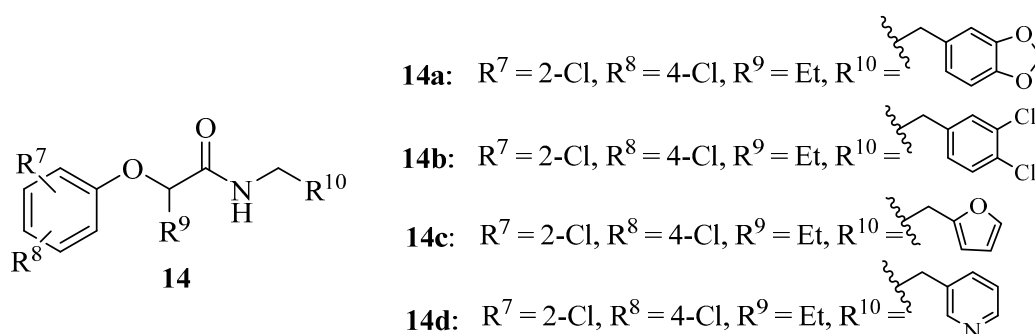 14a: R⁷ = 2-Cl, R⁸ = 4-Cl, R⁹ = Et, R¹⁰ =
O
O
14b: R⁷ = 2-Cl, R⁸ = 4-Cl, R⁹ = Et, R¹⁰ =
Cl
Cl
R⁷
O
O
N
H
R¹⁰
R⁹
R⁸
14
14c: R⁷ = 2-Cl, R⁸ = 4-Cl, R⁹ = Et, R¹⁰ =
O
14d: R⁷ = 2-Cl, R⁸ = 4-Cl, R⁹ = Et, R¹⁰ =
N